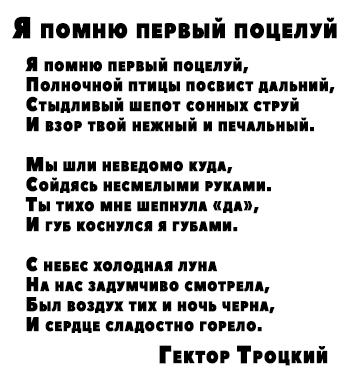 Я помню первый поцелуй
Я помню первый поцелуй,
Полночной птицы посвист дальний,
Стыдливый шепот сонных струй
И взор твой нежный и печальный.
Мы шли неведомо куда,
Сойдясь несмелыми руками.
Ты тихо мне шепнула «да»,
И губ коснулся я губами.
С небес холодная луна
На нас задумчиво смотрела,
Был воздух тих и ночь черна,
И сердце сладостно горело.
Гектор Троцкий